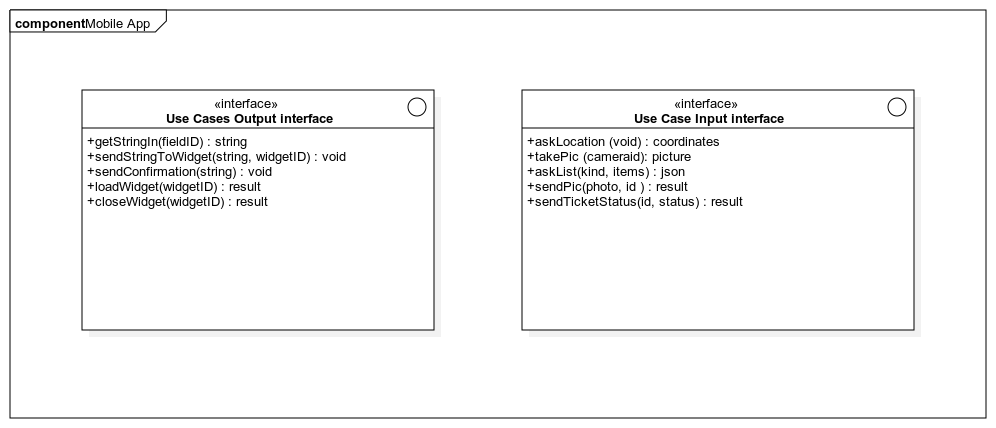 componentMobile App
«interface»
Use Cases Output interface
+getStringIn(fieldID) : string
+sendStringToWidget(string, widgetID) : void
+sendConfirmation(string) : void
+loadWidget(widgetID) : result
+closeWidget(widgetID) : result
«interface»
Use Case Input interface
+askLocation (void) : coordinates
+takePic (cameraid): picture
+askList(kind, items) : json
+sendPic(photo, id ) : result
+sendTicketStatus(id, status) : result